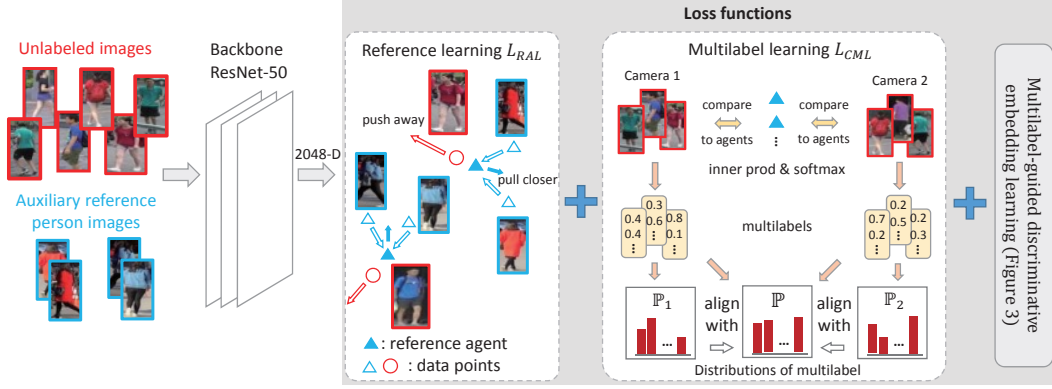 Loss functions
Unlabeled images
Auxiliary reference
person images
Backbone
ResNet-50
2048-D
Reference learning L_RAL
push away
pull closer
: reference agent
: data points
Multilabel learning L_CML
Camera 1
Camera 2
compare
to agents
⋮
compare
to agents
inner prod & softmax
0.4
0.4
⋮
0.3
0.6
⋮
0.8
0.1
⋮
multilabels
0.7
0.2
⋮
0.2
0.5
⋮
0.2
0.3
⋮
ℙ₁
...
align
with
ℙ
...
align
with
ℙ₂
...
Distributions of multilabel
Multilabel-guided discriminative
embedding learning (Figure 3)